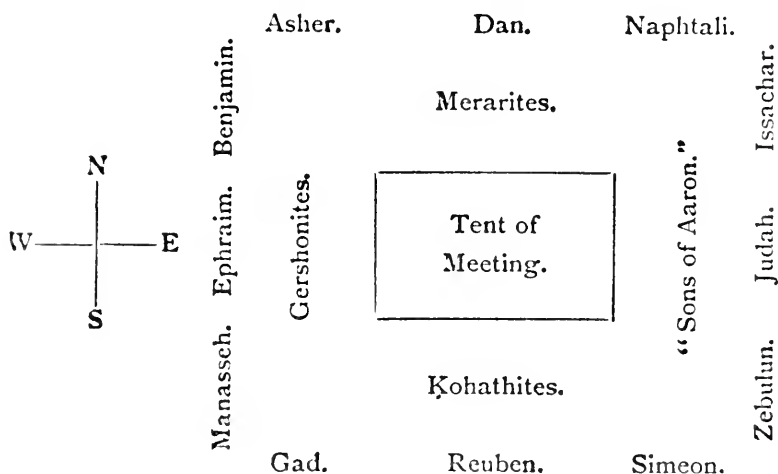 Asher. Dan. Naphtali.
Benjamin.
Issachar.
Merarites.
N
W E
S
Ephraim.
Gershonites.
Tent of
Meeting.
“Sons of Aaron.”
Judah.
Manasseh.
Ḳohathites.
Zebulun.
Gad. Reuben. Simeon.